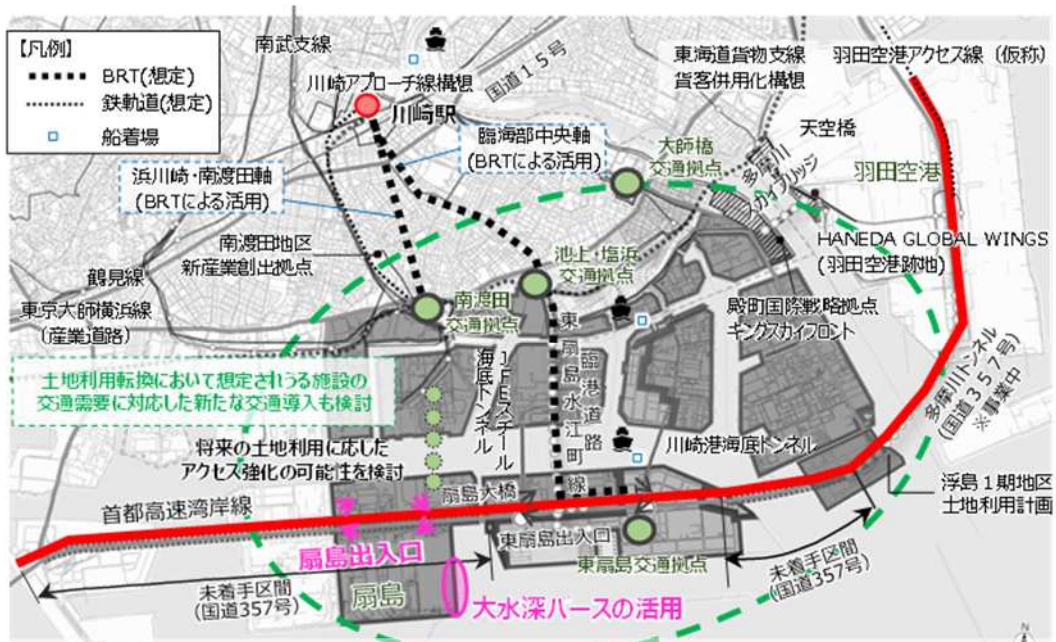 【凡例】
BRT(想定)
鉄軌道(想定)
船着場
南武支線
川崎アプローチ線構想
国道15号
東海道貨物支線
貨客併用化構想
羽田空港アクセス線(仮称)
川崎駅
臨海部中央軸
(BRTによる活用)
大師橋
交通拠点
天空橋
多摩川
スカイブリッジ
羽田空港
浜川崎・南渡田軸
(BRTによる活用)
南渡田地区
新産業創出拠点
池上・塩浜
交通拠点
HANEDA GLOBAL WINGS
(羽田空港跡地)
鶴見線
東京大師横浜線
(産業道路)
南渡田
交通拠点
殿町国際戦略拠点
キングスカイフロント
土地利用転換において想定されうる施設の
交通需要に対応した新たな交通導入も検討
JFEスチール
海底トンネル
臨港道路
東扇島水江町線
多摩川トンネル
(国道357号)
※事業中
将来の土地利用に応じた
アクセス強化の可能性を検討
川崎港海底トンネル
首都高速湾岸線
扇島大橋
浮島1期地区
土地利用計画
扇島出入口
東扇島出入口
東扇島交通拠点
未着手区間
(国道357号)
未着手区間
(国道357号)
扇島
大水深バースの活用
N